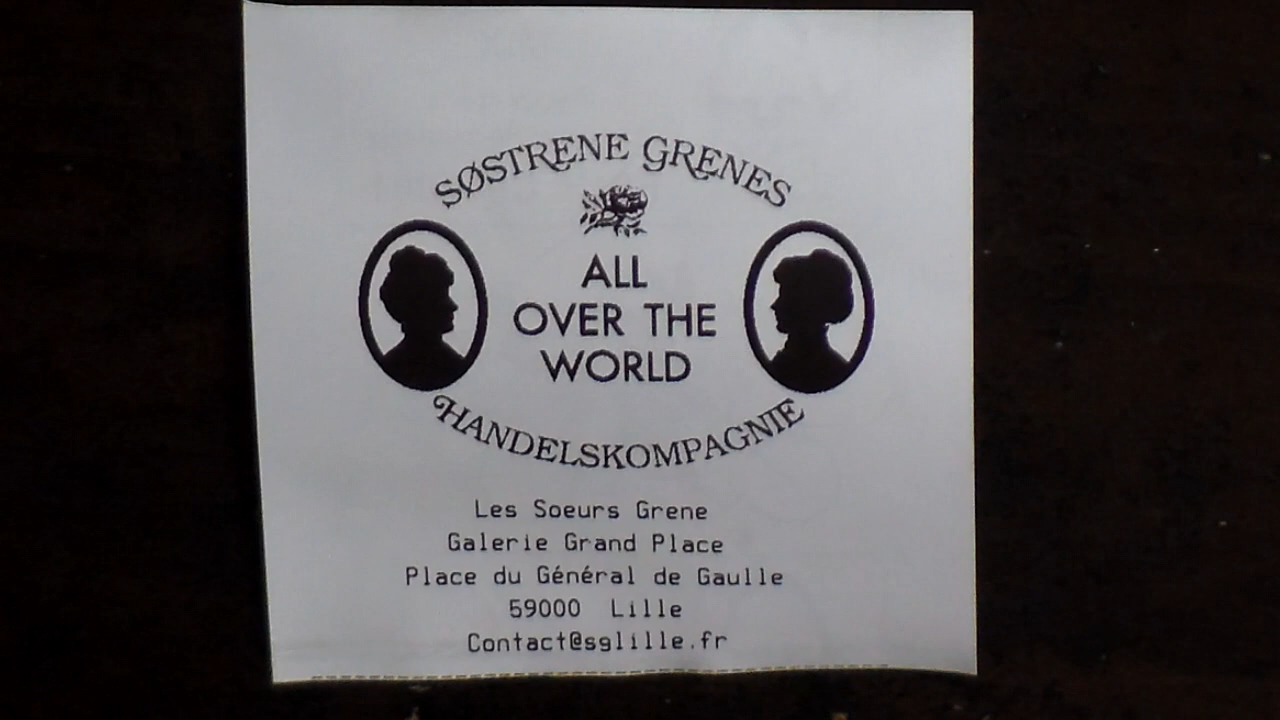 SØSTRENE GRENES
ALL
OVER THE
WORLD
HANDELSKOMPAGNIE
Les Soeurs Grene
Galerie Grand Place
Place du Général de Gaulle
59000 Lille
Contact@sglille.fr